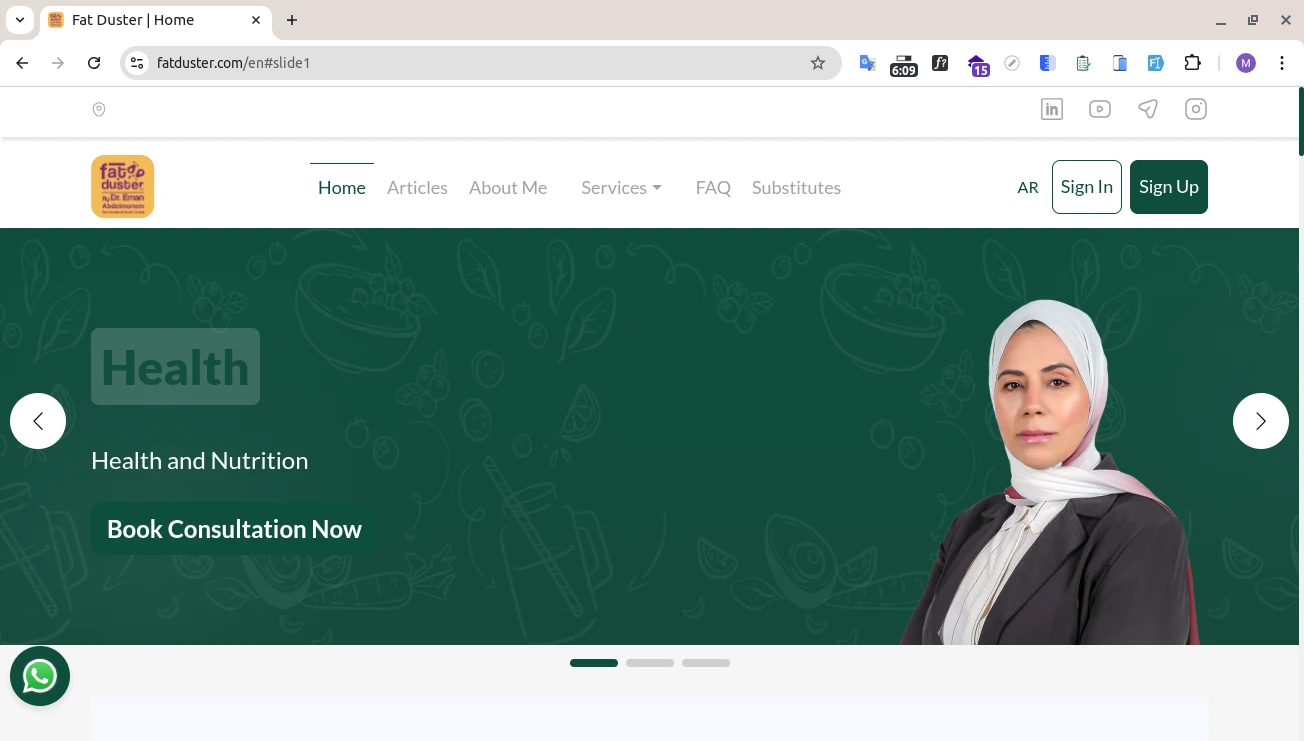 Fat Duster | Home
fatduster.com/en#slide1
6:09
f?
15
M
fat
duster
By Dr. Eman
Abdelmonem
Home
Articles
About Me
Services
FAQ
Substitutes
AR
Sign In
Sign Up
Health
Health and Nutrition
Book Consultation Now